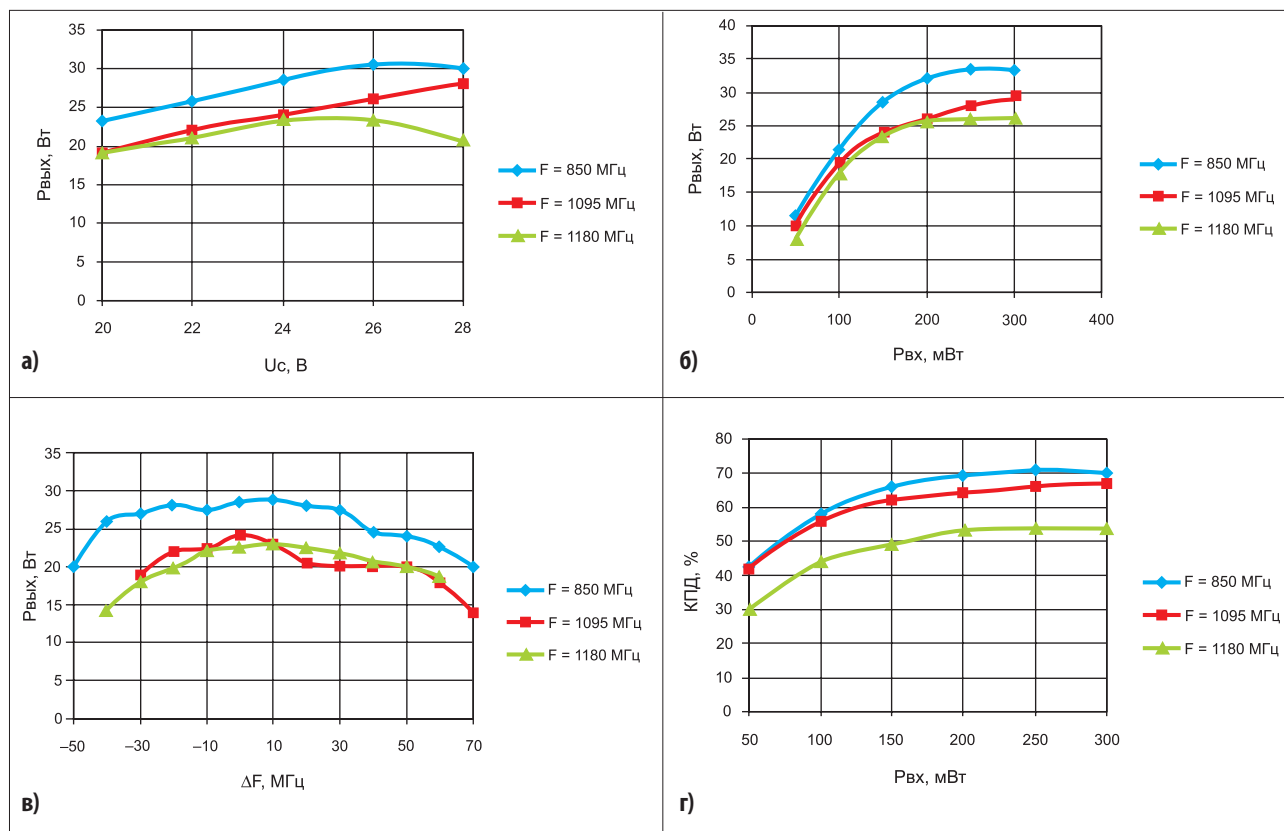 35
30
25
20
15
10
5
0
Pвых, Вт
20 22 24 26 28
Uc, В
F = 850 МГц
F = 1095 МГц
F = 1180 МГц
а)
40
35
30
25
20
15
10
5
0
Pвых, Вт
0 100 200 300 400
Pвх, мВт
F = 850 МГц
F = 1095 МГц
F = 1180 МГц
б)
35
30
25
20
15
10
5
0
Pвых, Вт
–50 –30 –10 10 30 50 70
ΔF, МГц
F = 850 МГц
F = 1095 МГц
F = 1180 МГц
в)
80
70
60
50
40
30
20
10
0
КПД, %
50 100 150 200 250 300
Pвх, мВт
F = 850 МГц
F = 1095 МГц
F = 1180 МГц
г)